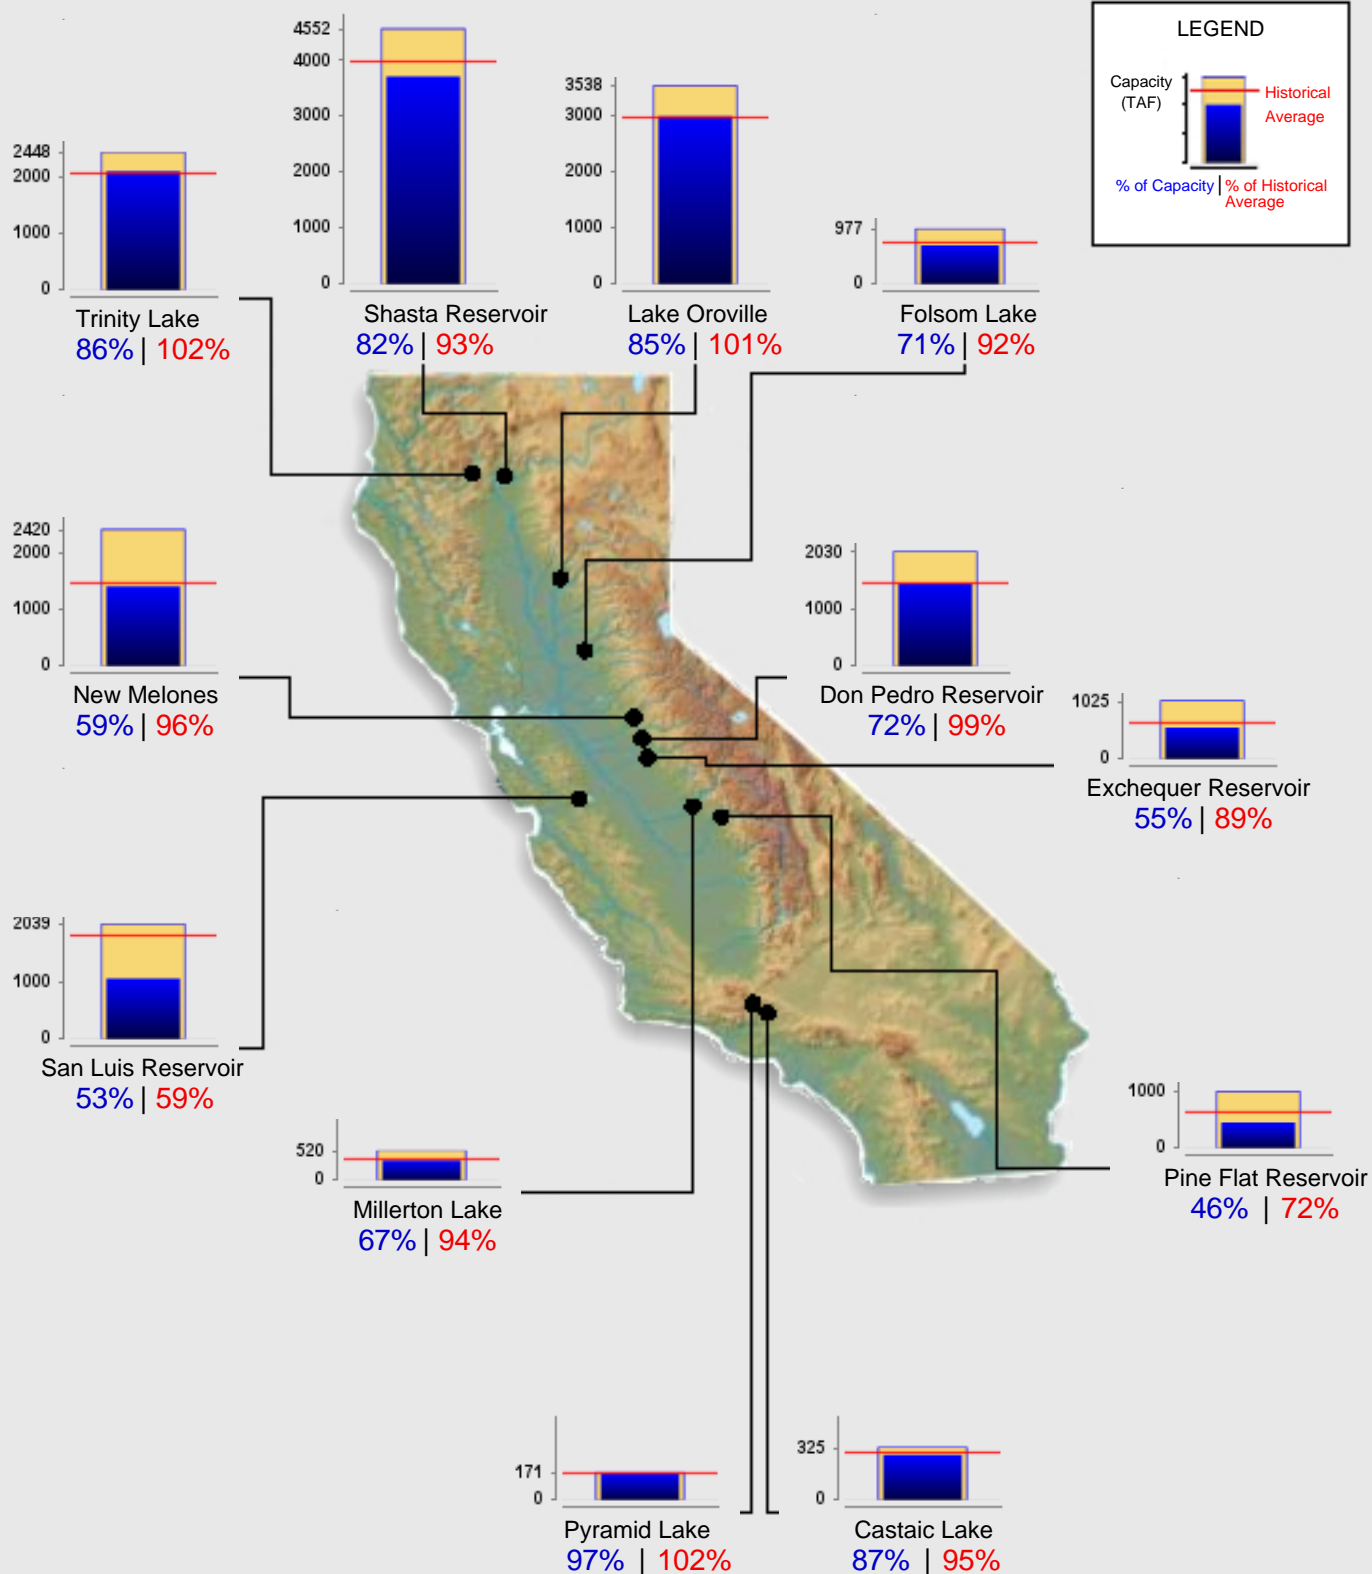 4552
4000
3000
2000
1000
0
Shasta Reservoir
82% | 93%
3538
3000
2000
1000
0
Lake Oroville
85% | 101%
LEGEND
Capacity
(TAF)
Historical
Average
% of Capacity | % of Historical
Average
2448
2000
1000
0
Trinity Lake
86% | 102%
977
0
Folsom Lake
71% | 92%
2420
2000
1000
0
New Melones
59% | 96%
2030
1000
0
Don Pedro Reservoir
72% | 99%
1025
0
Exchequer Reservoir
55% | 89%
2039
1000
0
San Luis Reservoir
53% | 59%
520
0
Millerton Lake
67% | 94%
1000
0
Pine Flat Reservoir
46% | 72%
171
0
Pyramid Lake
97% | 102%
325
0
Castaic Lake
87% | 95%